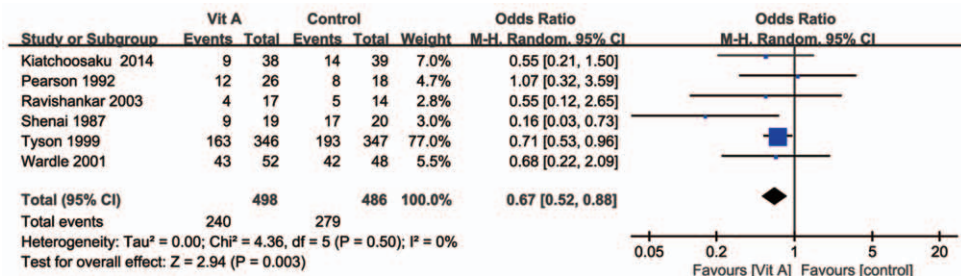 Vit A Control Odds Ratio Odds Ratio
Study or Subgroup Events Total Events Total Weight M-H. Random. 95% CI M-H. Random. 95% CI
Kiatchoosaku 2014 9 38 14 39 7.0% 0.55 [0.21, 1.50]
Pearson 1992 12 26 8 18 4.7% 1.07 [0.32, 3.59]
Ravishankar 2003 4 17 5 14 2.8% 0.55 [0.12, 2.65]
Shenai 1987 9 19 17 20 3.0% 0.16 [0.03, 0.73]
Tyson 1999 163 346 193 347 77.0% 0.71 [0.53, 0.96]
Wardle 2001 43 52 42 48 5.5% 0.68 [0.22, 2.09]
Total (95% CI) 498 486 100.0% 0.67 [0.52, 0.88]
Total events 240 279
Heterogeneity: Tau² = 0.00; Chi² = 4.36, df = 5 (P = 0.50); I² = 0%
Test for overall effect: Z = 2.94 (P = 0.003)
0.05 0.2 1 5 20
Favours [Vit A] Favours [control]